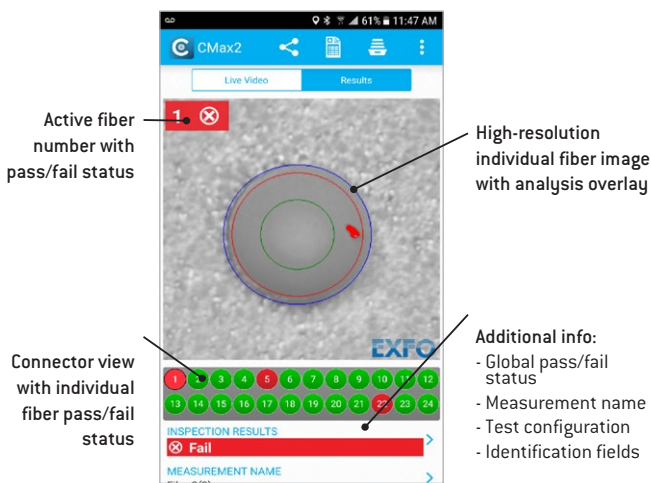 61% 11:47 AM
CMax2
Live Video Results
1
Active fiber
number with
pass/fail status
High-resolution
individual fiber image
with analysis overlay
EXFO
Connector view
with individual
fiber pass/fail
status
1 2 3 4 5 6 7 8 9 10 11 12
13 14 15 16 17 18 19 20 21 22 23 24
INSPECTION RESULTS
Fail
MEASUREMENT NAME
Additional info:
- Global pass/fail
status
- Measurement name
- Test configuration
- Identification fields